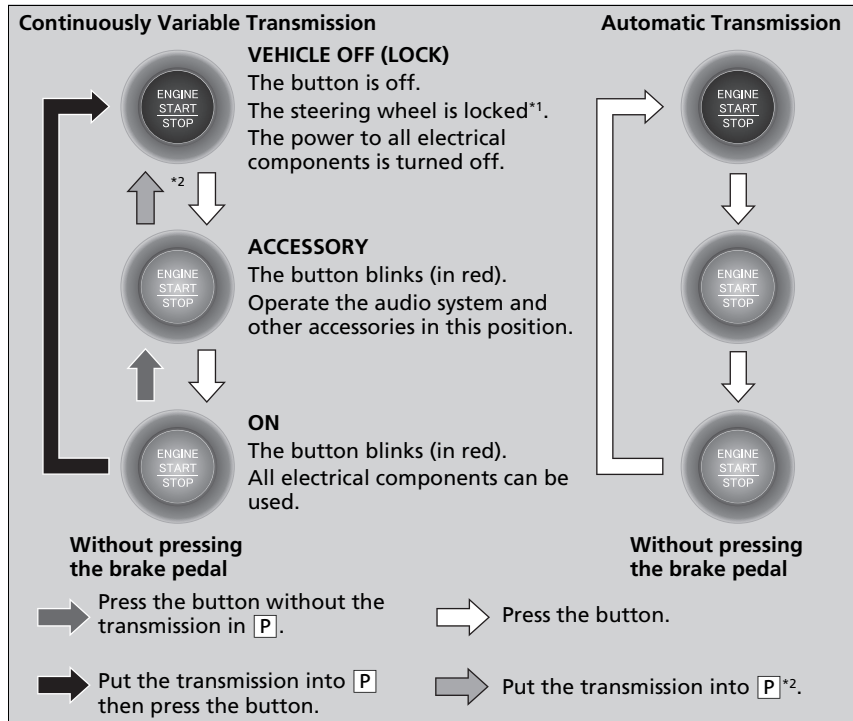 Continuously Variable Transmission
Automatic Transmission
ENGINE
START
STOP
VEHICLE OFF (LOCK)
The button is off.
The steering wheel is locked*1.
The power to all electrical
components is turned off.
ENGINE
START
STOP
*2
ENGINE
START
STOP
ACCESSORY
The button blinks (in red).
Operate the audio system and
other accessories in this position.
ENGINE
START
STOP
ENGINE
START
STOP
ON
The button blinks (in red).
All electrical components can be
used.
ENGINE
START
STOP
Without pressing
the brake pedal
Without pressing
the brake pedal
Press the button without the
transmission in P.
Press the button.
Put the transmission into P
then press the button.
Put the transmission into P*2.